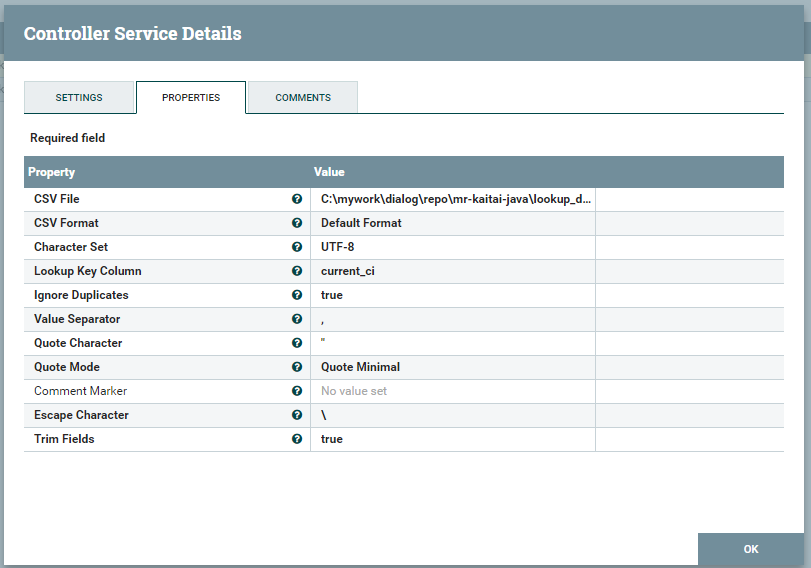 Controller Service Details
SETTINGS PROPERTIES COMMENTS
Required field
Property Value
CSV File ? C:\mywork\dialog\repo\mr-kaitai-java\lookup_d...
CSV Format ? Default Format
Character Set ? UTF-8
Lookup Key Column ? current_ci
Ignore Duplicates ? true
Value Separator ? ,
Quote Character ? "
Quote Mode ? Quote Minimal
Comment Marker ? No value set
Escape Character ? \
Trim Fields ? true
OK